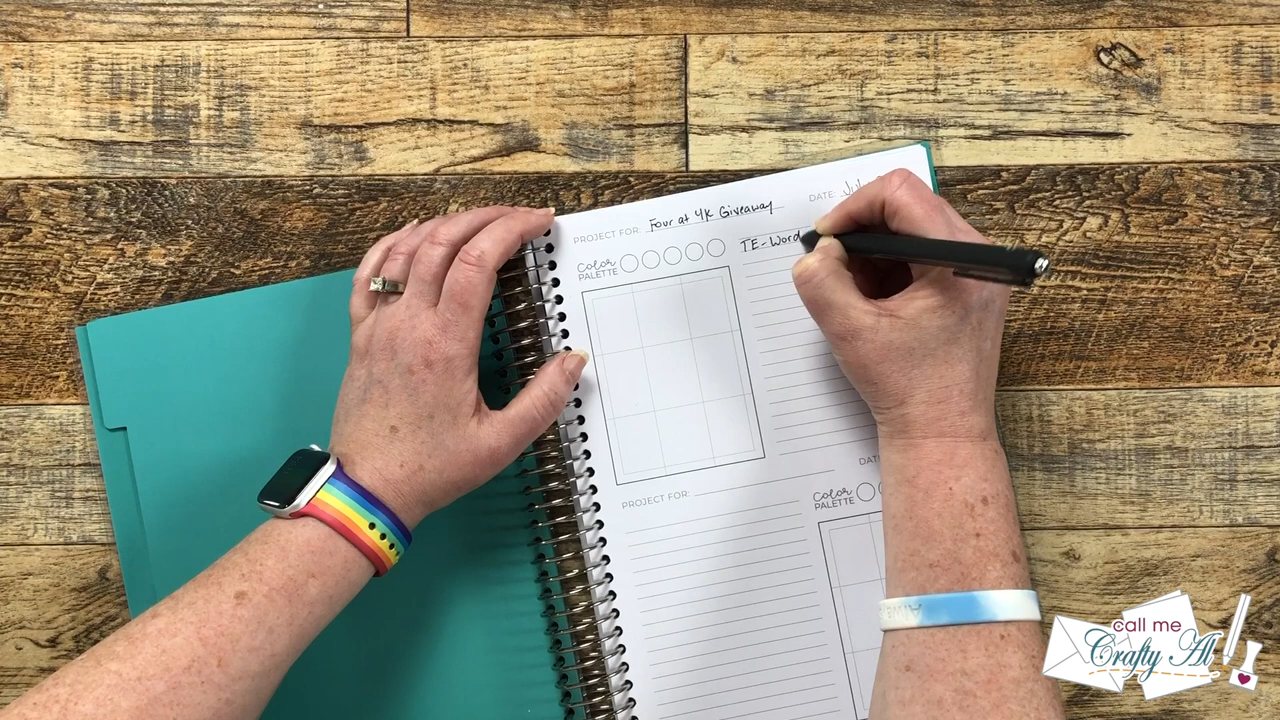 PROJECT FOR: Four at 4K Giveaway
DATE:
Color PALETTE
TE-Word
PROJECT FOR:
Color PALETTE
call me
Crafty Al